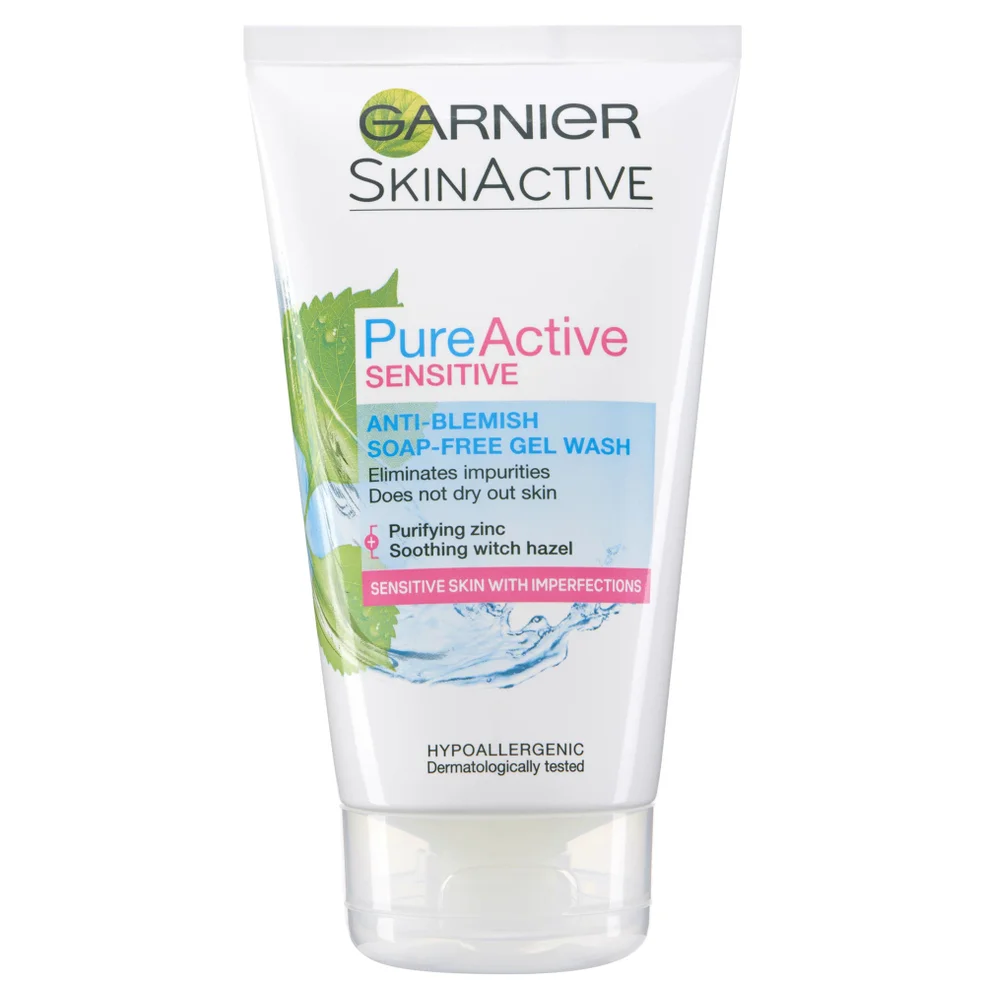 GARNIER
SKINACTIVE
PureActive
SENSITIVE
ANTI-BLEMISH
SOAP-FREE GEL WASH
Eliminates impurities
Does not dry out skin
+ Purifying zinc
Soothing witch hazel
SENSITIVE SKIN WITH IMPERFECTIONS
HYPOALLERGENIC
Dermatologically tested